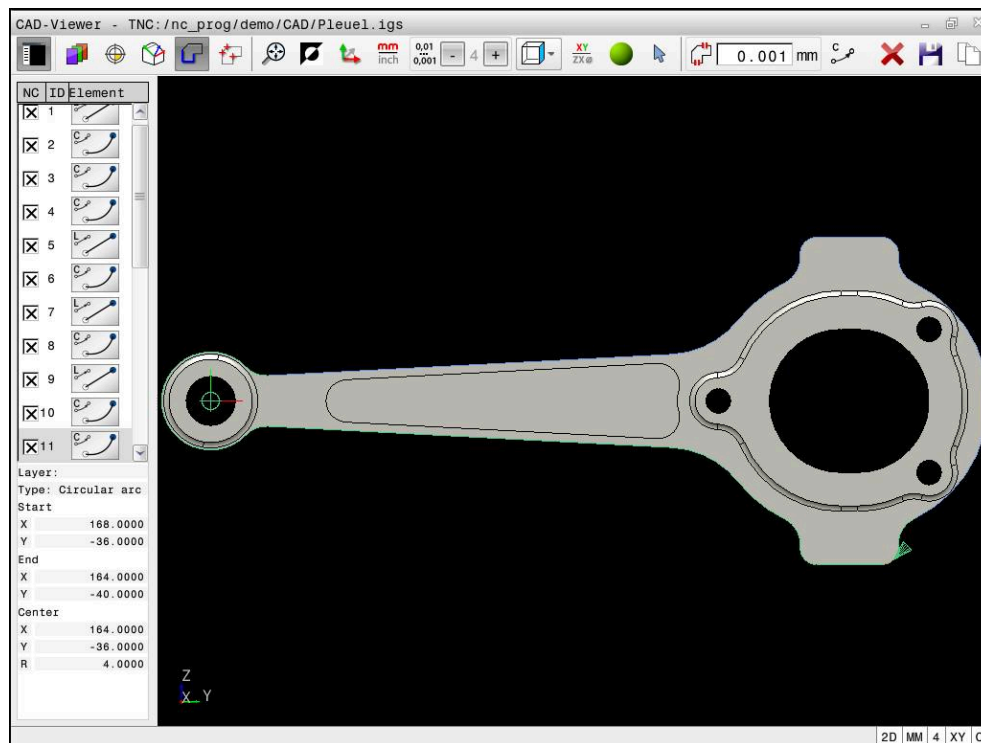 CAD-Viewer - TNC:/nc_prog/demo/CAD/Pleuel.igs
mm
inch
0,01
0,001
- 4 +
XY
ZX
0.001 mm
C
NC ID Element
1
2 C
3 C
4 C
5 L
6 C
7 L
8 C
9 L
10 C
11 C
Layer:
Type: Circular arc
Start
X 168.0000
Y -36.0000
End
X 164.0000
Y -40.0000
Center
X 164.0000
Y -36.0000
R 4.0000
Z
X Y
2D MM 4 XY